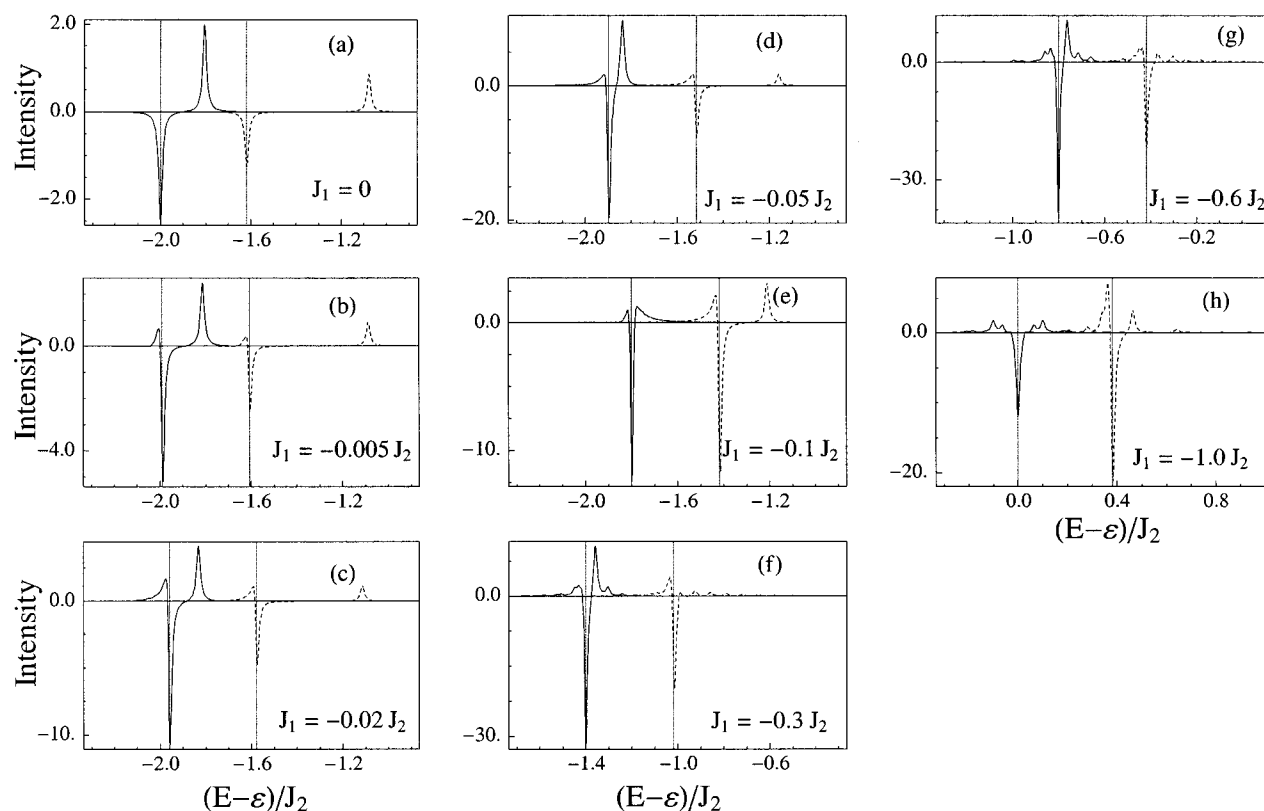 2.0
(a)
Intensity
0.0
J₁ = 0
-2.0
-2.0
-1.6
-1.2
(b)
Intensity
0.0
-4.0
J₁ = -0.005 J₂
-2.0
-1.6
-1.2
(c)
Intensity
0.0
J₁ = -0.02 J₂
-10.
-2.0
-1.6
-1.2
(E-ε)/J₂
(d)
0.0
J₁ = -0.05 J₂
-20.
-2.0
-1.6
-1.2
(e)
0.0
J₁ = -0.1 J₂
-10.
-2.0
-1.6
-1.2
(f)
0.0
J₁ = -0.3 J₂
-30.
-1.4
-1.0
-0.6
(E-ε)/J₂
(g)
-0.0
-30.
J₁ = -0.6 J₂
-1.0
-0.6
-0.2
(h)
0.0
J₁ = -1.0 J₂
-20.
0.0
0.4
0.8
(E-ε)/J₂